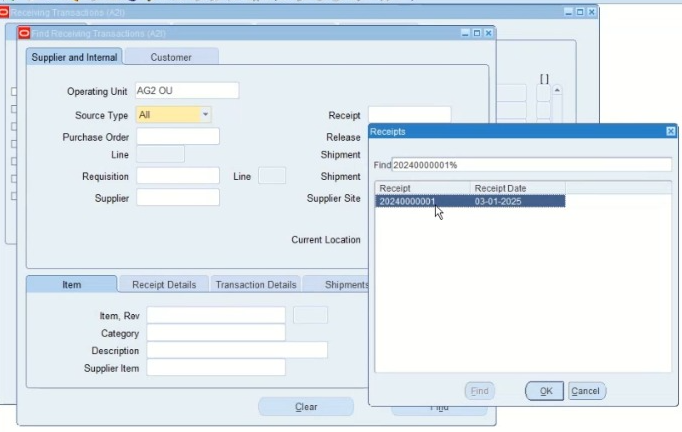 Receiving Transactions (A2I)
Find Receiving Transactions (A2I)
Supplier and Internal Customer
Operating Unit AG2 OU
Source Type All Receipt
Purchase Order Release
Line Shipment
Requisition Line Shipment
Supplier Supplier Site
Current Location
[ ]
Receipts
Find 20240000001%
Receipt Receipt Date
20240000001 03-01-2025
Find OK Cancel
Item Receipt Details Transaction Details Shipments
Item, Rev
Category
Description
Supplier Item
Clear Find